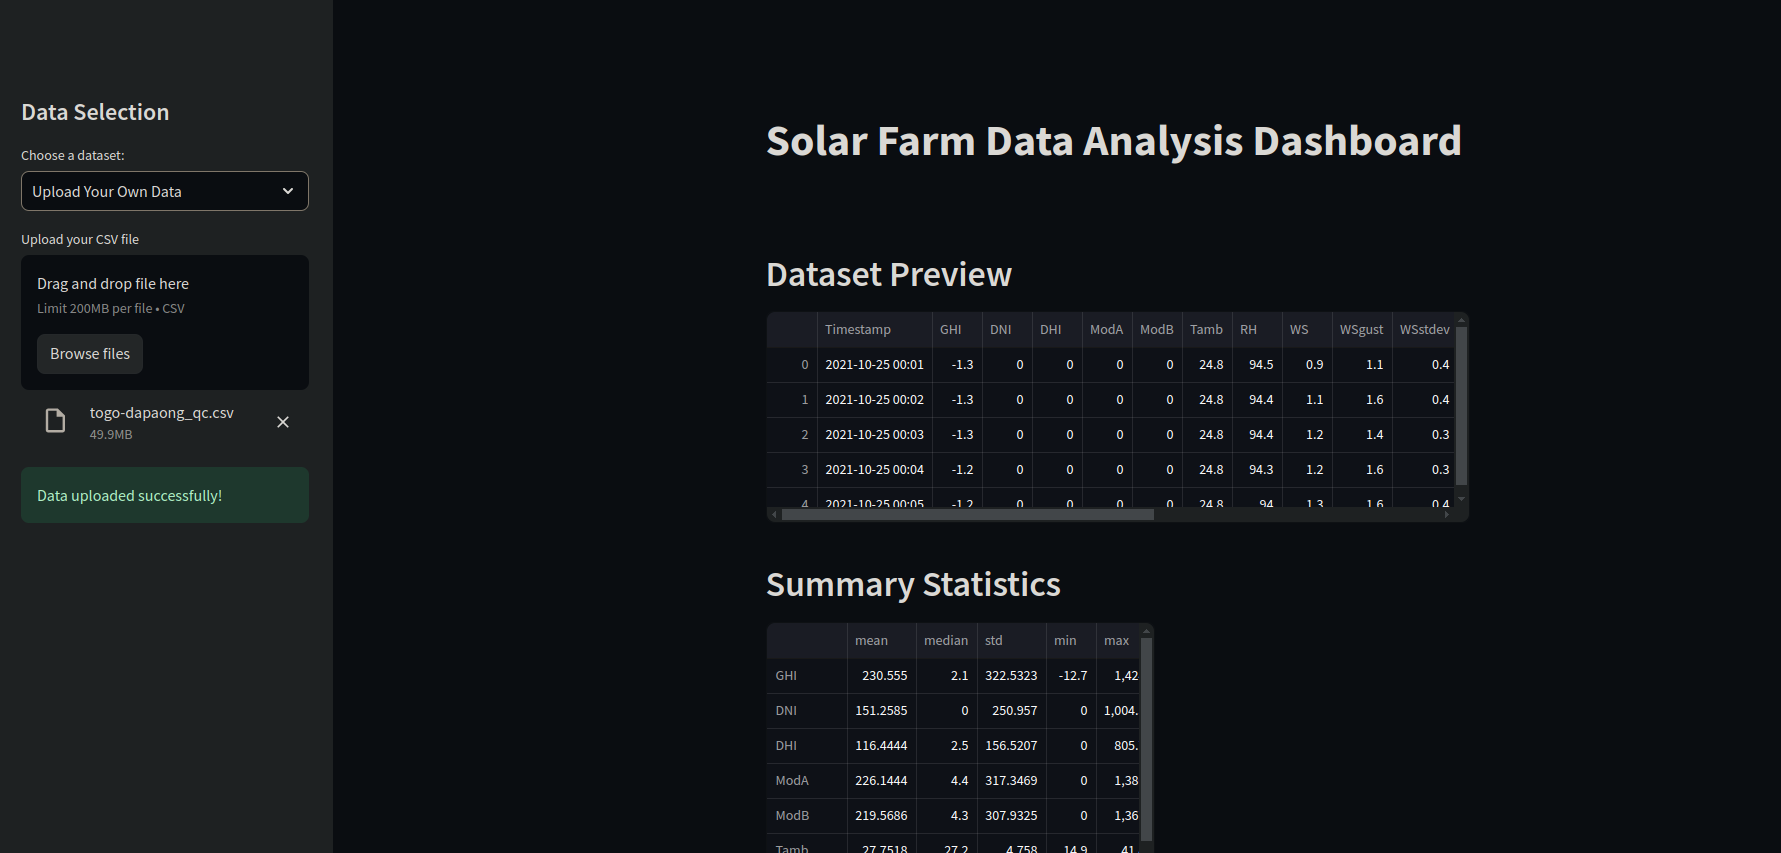 Data Selection
Choose a dataset:
Upload Your Own Data
Upload your CSV file
Drag and drop file here
Limit 200MB per file • CSV
Browse files
togo-dapaong_qc.csv
49.9MB
Data uploaded successfully!
Solar Farm Data Analysis Dashboard
Dataset Preview
Timestamp GHI DNI DHI ModA ModB Tamb RH WS WSgust WSstdev
0 2021-10-25 00:01 -1.3 0 0 0 0 24.8 94.5 0.9 1.1 0.4
1 2021-10-25 00:02 -1.3 0 0 0 0 24.8 94.4 1.1 1.6 0.4
2 2021-10-25 00:03 -1.3 0 0 0 0 24.8 94.4 1.2 1.4 0.3
3 2021-10-25 00:04 -1.2 0 0 0 0 24.8 94.3 1.2 1.6 0.3
4 2021-10-25 00:05 -1.2 0 0 0 0 24.8 94 1.3 1.6 0.4
Summary Statistics
mean median std min max
GHI 230.555 2.1 322.5323 -12.7 1,42
DNI 151.2585 0 250.957 0 1,004.
DHI 116.4444 2.5 156.5207 0 805.
ModA 226.1444 4.4 317.3469 0 1,38
ModB 219.5686 4.3 307.9325 0 1,36
Tamb 27.7518 27.2 4.758 14.9 41